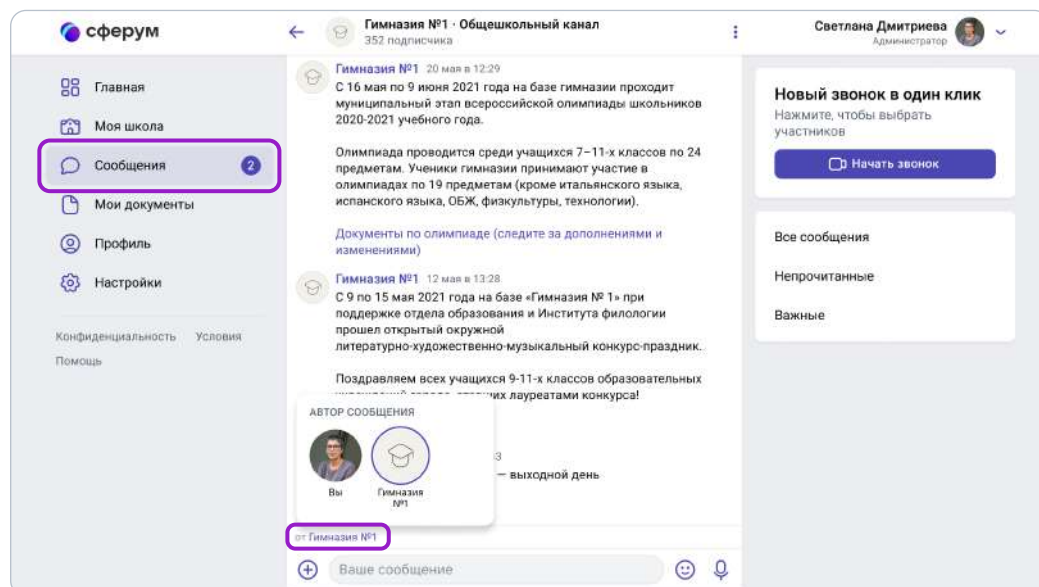 сферум
Гимназия №1 · Общешкольный канал
352 подписчика
Светлана Дмитриева
Администратор
Главная
Моя школа
Сообщения 2
Мои документы
Профиль
Настройки
Конфиденциальность Условия
Помощь
Гимназия №1 20 мая в 12:29
С 16 мая по 9 июня 2021 года на базе гимназии проходит
муниципальный этап всероссийской олимпиады школьников
2020-2021 учебного года.
Олимпиада проводится среди учащихся 7–11-х классов по 24
предметам. Ученики гимназии принимают участие в
олимпиадах по 19 предметам (кроме итальянского языка,
испанского языка, ОБЖ, физкультуры, технологии).
Документы по олимпиаде (следите за дополнениями и
изменениями)
Гимназия №1 12 мая в 13:28
С 9 по 15 мая 2021 года на базе «Гимназия № 1» при
поддержке отдела образования и Института филологии
прошел открытый окружной
литературно-художественно-музыкальный конкурс-праздник.
Поздравляем всех учащихся 9-11-х классов образовательных
лауреатами конкурса!
АВТОР СООБЩЕНИЯ
Вы
Гимназия
№1
3
— выходной день
от Гимназия №1
Ваше сообщение
Новый звонок в один клик
Нажмите, чтобы выбрать
участников
Начать звонок
Все сообщения
Непрочитанные
Важные